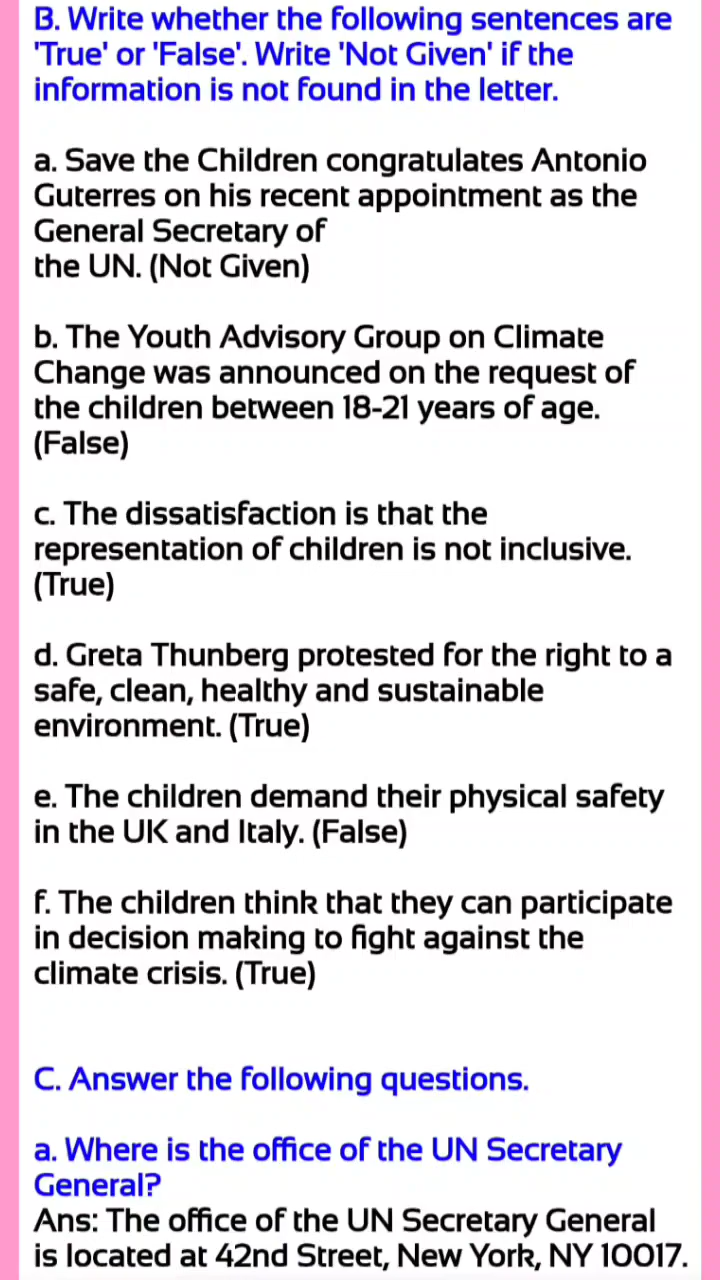 B. Write whether the following sentences are
'True' or 'False'. Write 'Not Given' if the
information is not found in the letter.
a. Save the Children congratulates Antonio
Guterres on his recent appointment as the
General Secretary of
the UN. (Not Given)
b. The Youth Advisory Group on Climate
Change was announced on the request of
the children between 18-21 years of age.
(False)
c. The dissatisfaction is that the
representation of children is not inclusive.
(True)
d. Greta Thunberg protested for the right to a
safe, clean, healthy and sustainable
environment. (True)
e. The children demand their physical safety
in the UK and Italy. (False)
f. The children think that they can participate
in decision making to fight against the
climate crisis. (True)
C. Answer the following questions.
a. Where is the office of the UN Secretary
General?
Ans: The office of the UN Secretary General
is located at 42nd Street, New York, NY 10017.